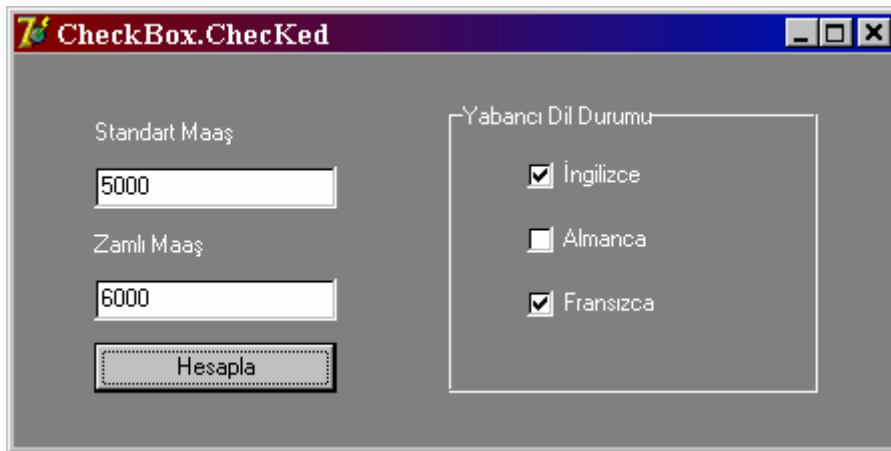 CheckBox.ChecKed
Standart Maaş
5000
Zamlı Maaş
6000
Hesapla
Yabancı Dil Durumu
İngilizce
Almanca
Fransızca